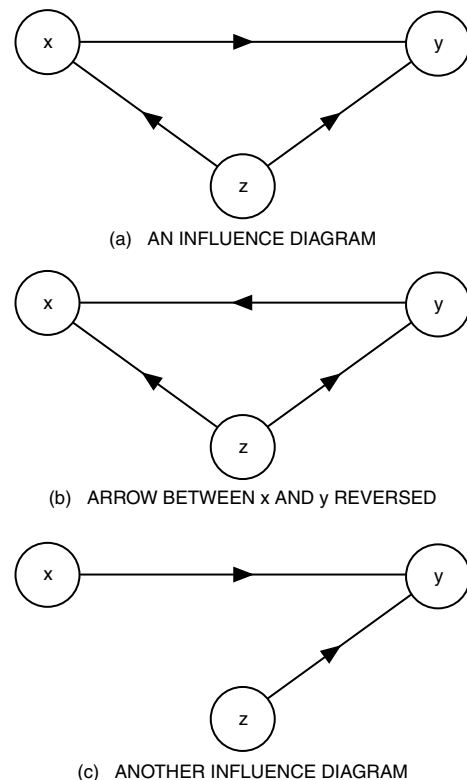 x
y
z
(a) AN INFLUENCE DIAGRAM
x
y
z
(b) ARROW BETWEEN x AND y REVERSED
x
y
z
(c) ANOTHER INFLUENCE DIAGRAM